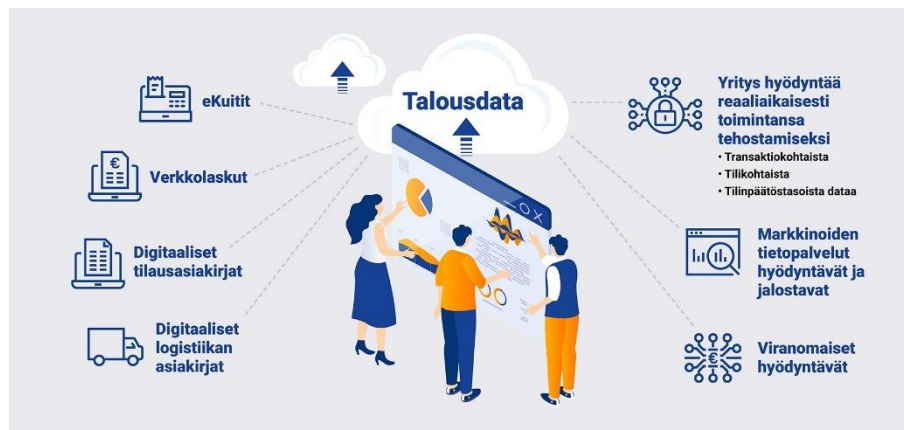 Talousdata
eKuitit
Verkkolaskut
Digitaaliset
tilausasiakirjat
Digitaaliset
logistiikan
asiakirjat
Yritys hyödyntää
reaaliaikaisesti
toimintansa
tehostamiseksi
• Transaktiokohtaista
• Tilikohtaista
• Tilinpäätöstasoista dataa
Markkinoiden
tietopalvelut
hyödyntävät ja
jalostavat
Viranomaiset
hyödyntävät